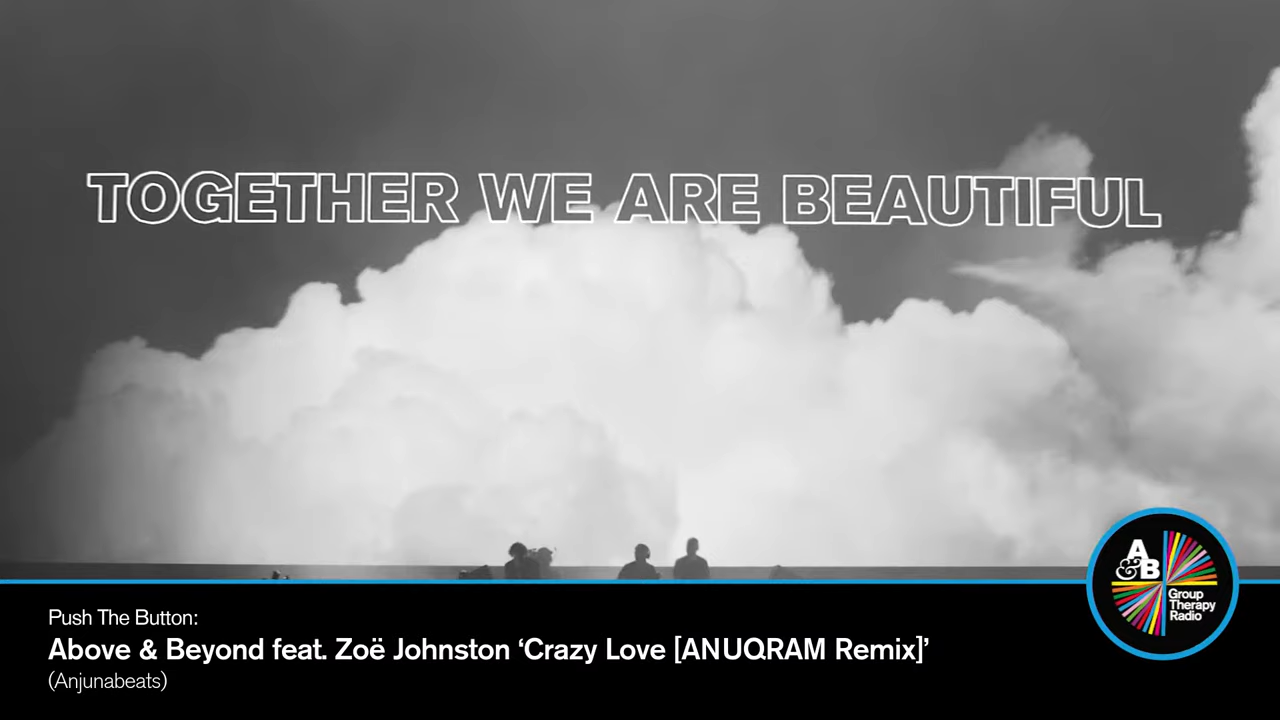 TOGETHER WE ARE BEAUTIFUL
A
&B
Group
Therapy
Radio
Push The Button:
Above & Beyond feat. Zoë Johnston ‘Crazy Love [ANUQRAM Remix]’
(Anjunabeats)